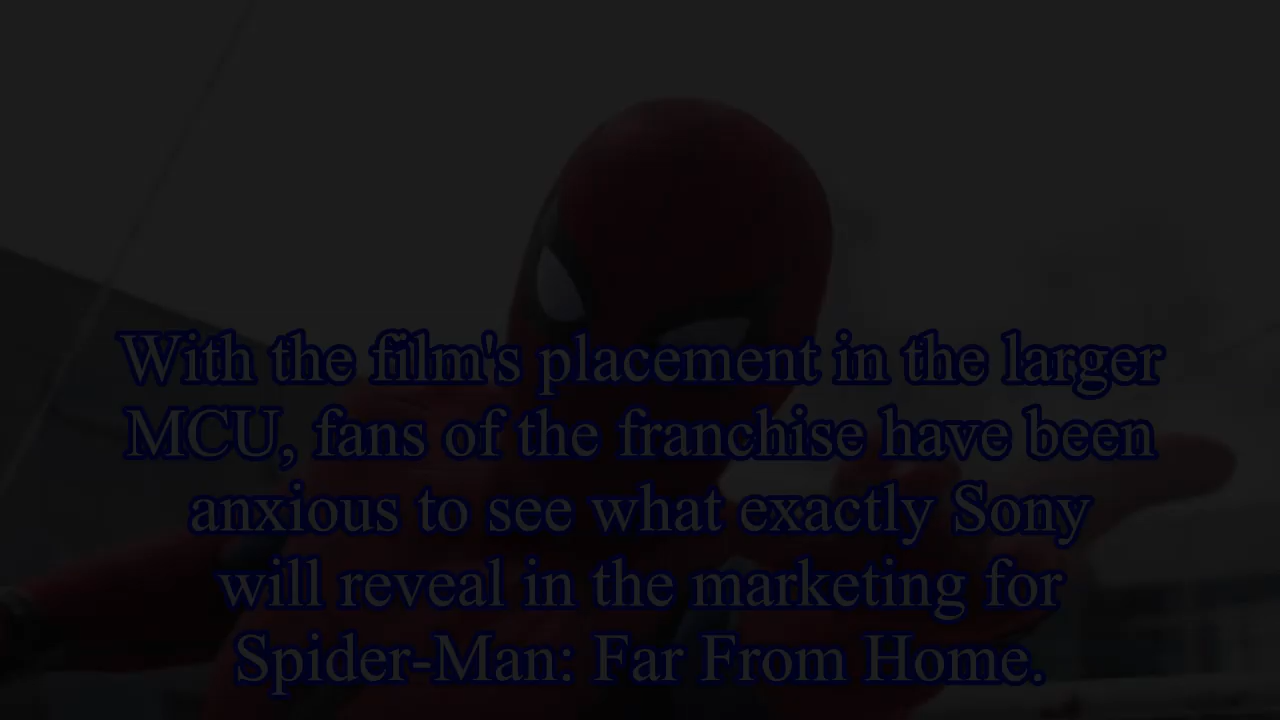 With the film's placement in the larger
MCU, fans of the franchise have been
anxious to see what exactly Sony
will reveal in the marketing for
Spider-Man: Far From Home.